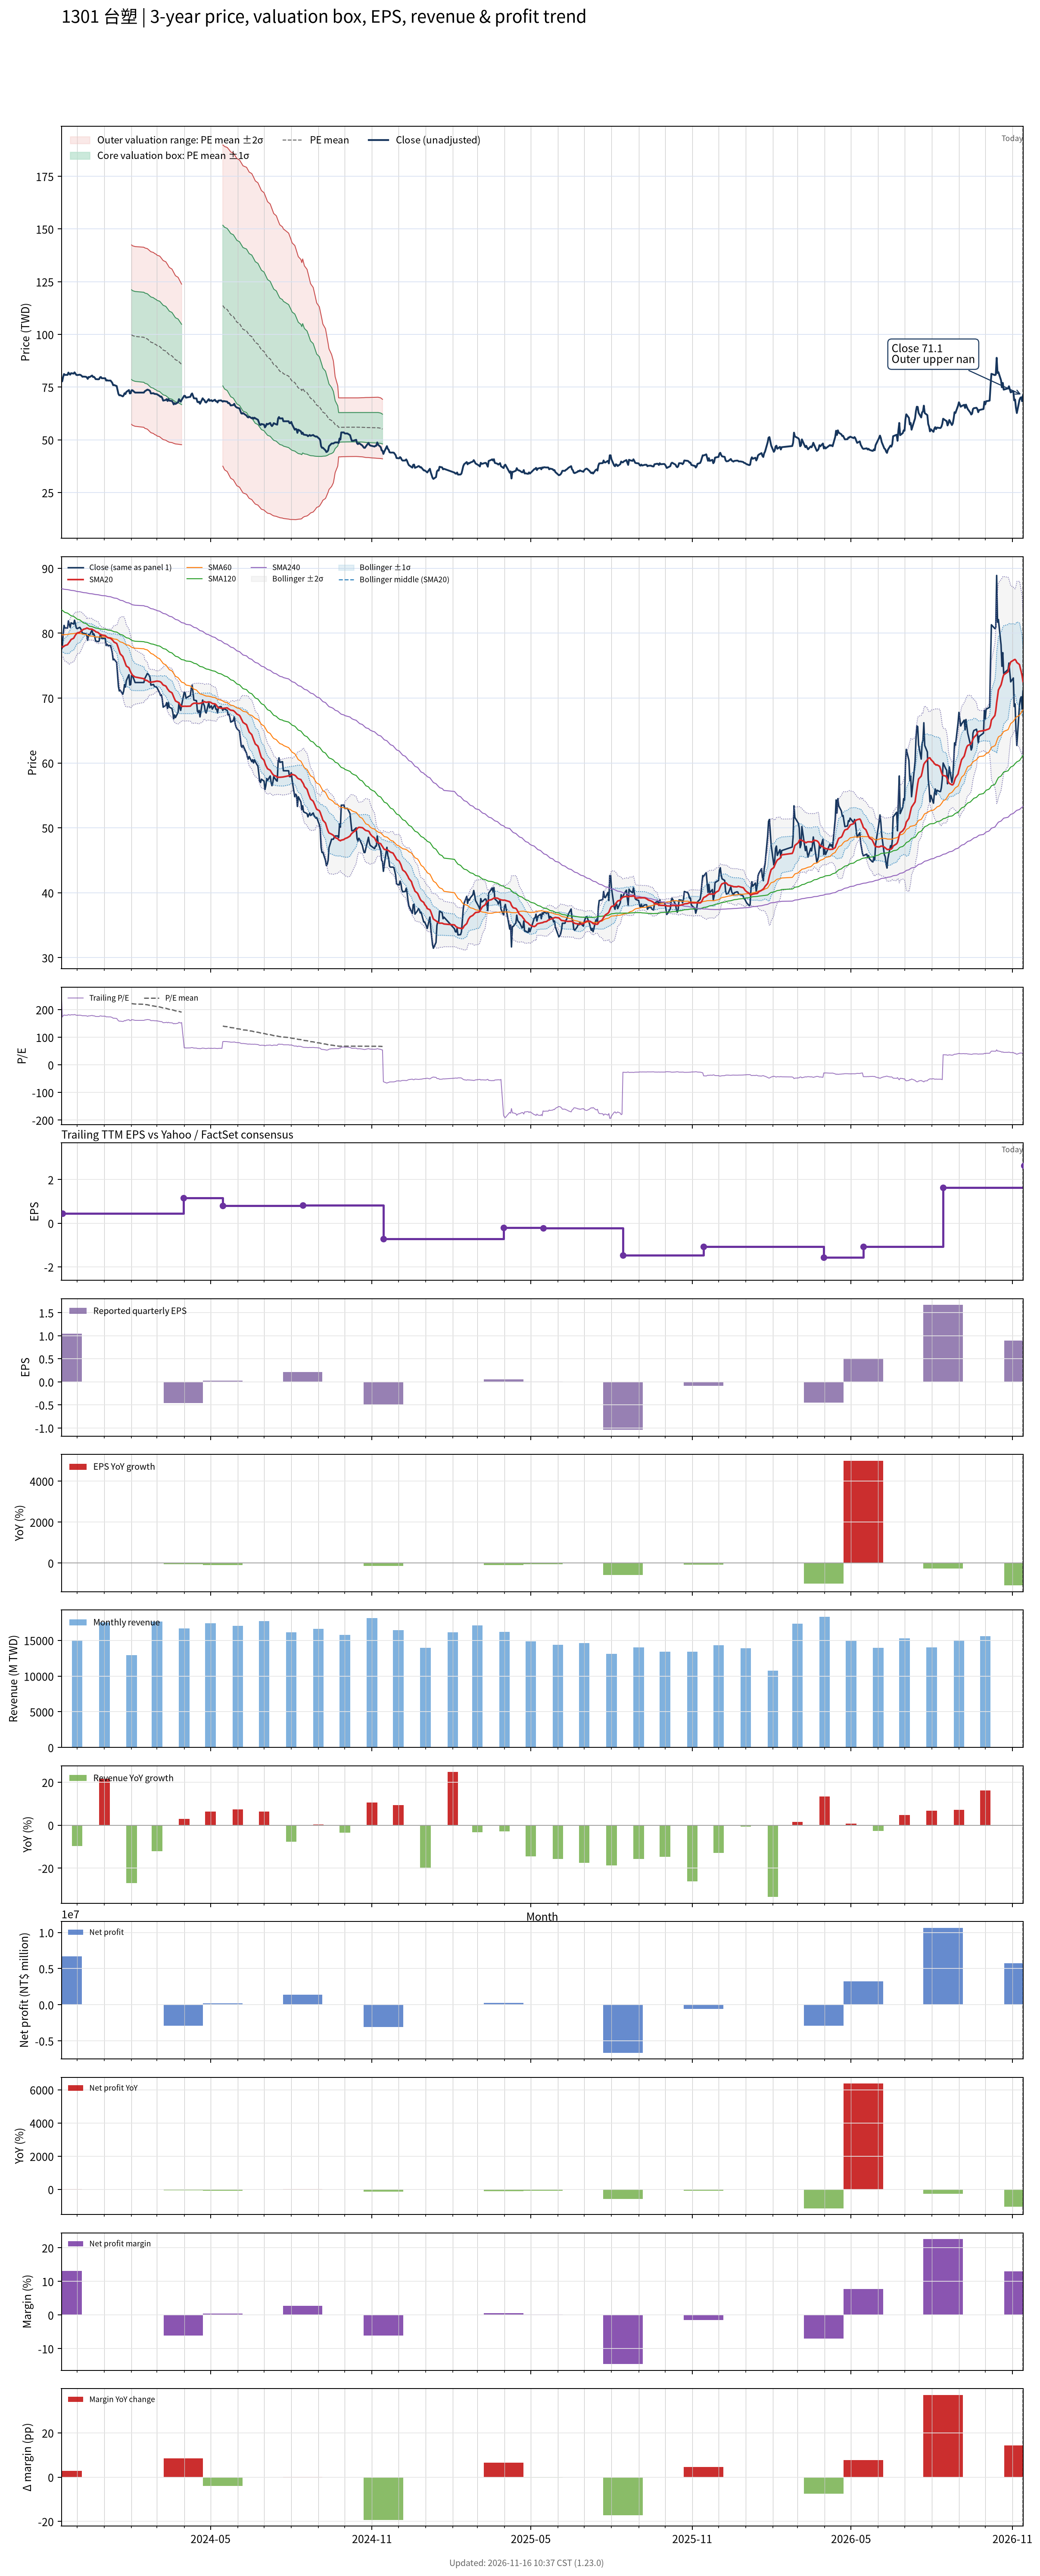 1301 台塑 | 3-year price, valuation box, EPS, revenue & profit trend
Outer valuation range: PE mean ±2σ
PE mean
Close (unadjusted)
Core valuation box: PE mean ±1σ
Today
175
150
125
100
75
50
25
Price (TWD)
Close 71.1
Outer upper nan
Close (same as panel 1)
SMA20
SMA60
SMA120
SMA240
Bollinger ±2σ
Bollinger ±1σ
Bollinger middle (SMA20)
90
80
70
60
50
40
30
Price
Trailing P/E
P/E mean
200
100
0
-100
-200
P/E
Trailing TTM EPS vs Yahoo / FactSet consensus
Today
2
0
-2
EPS
Reported quarterly EPS
1.5
1.0
0.5
0.0
-0.5
-1.0
EPS
EPS YoY growth
4000
2000
0
YoY (%)
Monthly revenue
15000
10000
5000
0
Revenue (M TWD)
Revenue YoY growth
20
0
-20
YoY (%)
Month
1e7
Net profit
1.0
0.5
0.0
-0.5
Net profit (NT$ million)
Net profit YoY
6000
4000
2000
0
YoY (%)
Net profit margin
20
10
0
-10
Margin (%)
Margin YoY change
20
0
-20
Δ margin (pp)
2024-05
2024-11
2025-05
2025-11
2026-05
2026-11
Updated: 2026-11-16 10:37 CST (1.23.0)